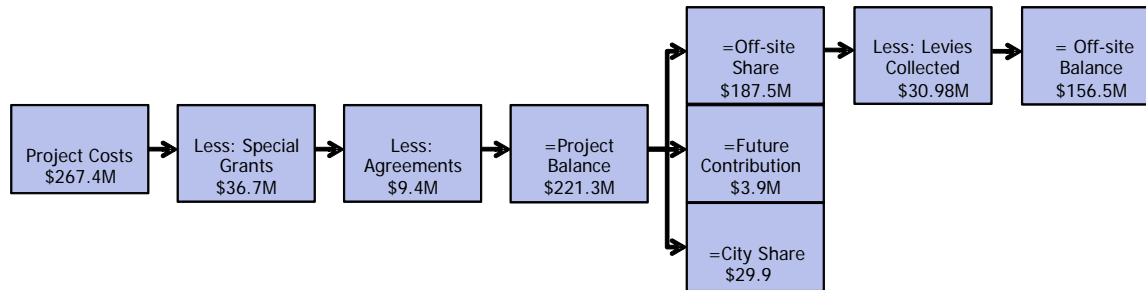 Project Costs
$267.4M
Less: Special
Grants
$36.7M
Less:
Agreements
$9.4M
=Project
Balance
$221.3M
=Off-site
Share
$187.5M
=Future
Contribution
$3.9M
=City Share
$29.9
Less: Levies
Collected
$30.98M
= Off-site
Balance
$156.5M